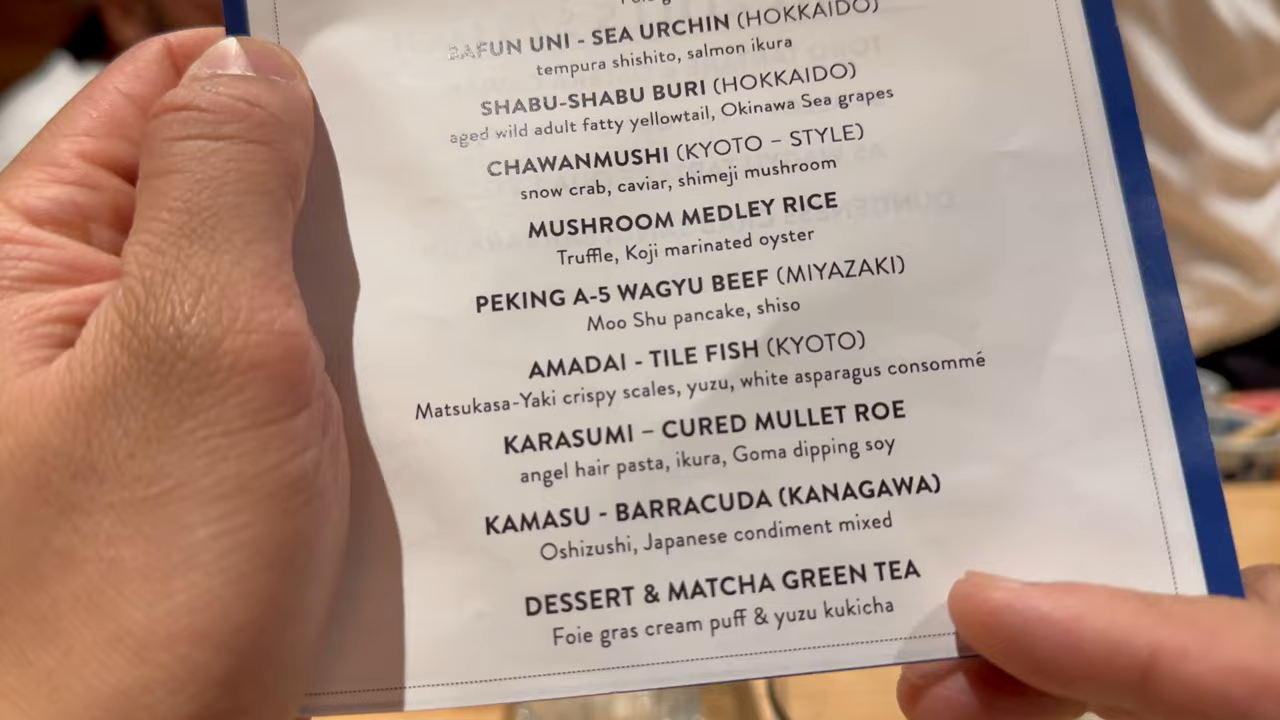 UNI - SEA URCHIN (HOKKAIDO)
tempura shishito, salmon ikura
SHABU-SHABU BURI (HOKKAIDO)
aged wild adult fatty yellowtail, Okinawa Sea grapes
CHAWANMUSHI (KYOTO – STYLE)
snow crab, caviar, shimeji mushroom
MUSHROOM MEDLEY RICE
Truffle, Koji marinated oyster
PEKING A-5 WAGYU BEEF (MIYAZAKI)
Moo Shu pancake, shiso
AMADAI - TILE FISH (KYOTO)
Matsukasa-Yaki crispy scales, yuzu, white asparagus consommé
KARASUMI – CURED MULLET ROE
angel hair pasta, ikura, Goma dipping soy
KAMASU - BARRACUDA (KANAGAWA)
Oshizushi, Japanese condiment mixed
DESSERT & MATCHA GREEN TEA
Foie gras cream puff & yuzu kukicha